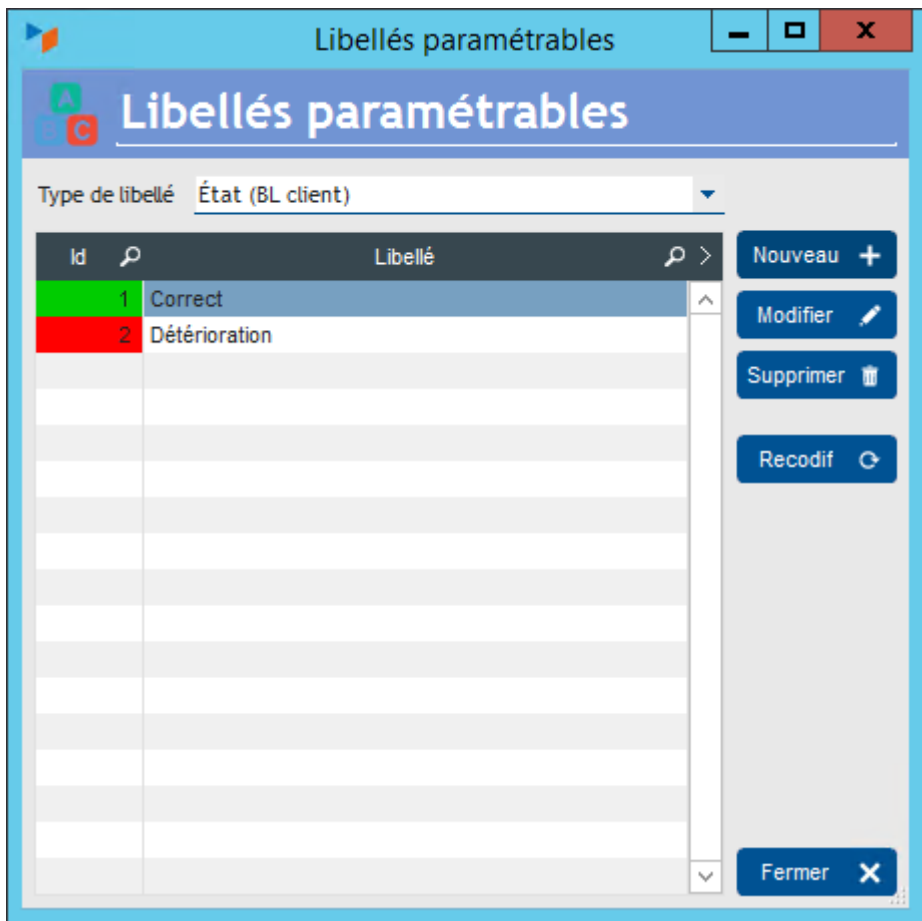 Libellés paramétrables
A
B C
Libellés paramétrables
Type de libellé État (BL client)
Id Libellé
Nouveau
1 Correct
Modifier
2 Détérioration
Supprimer
Recodif
Fermer